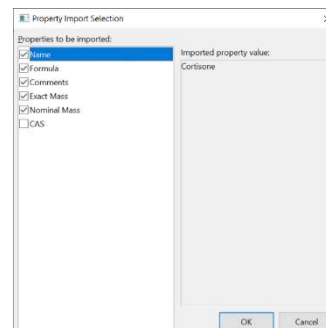 Property Import Selection
Properties to be imported:
Name
Formula
Comments
Exact Mass
Nominal Mass
CAS
Imported property value:
Cortisone
OK
Cancel